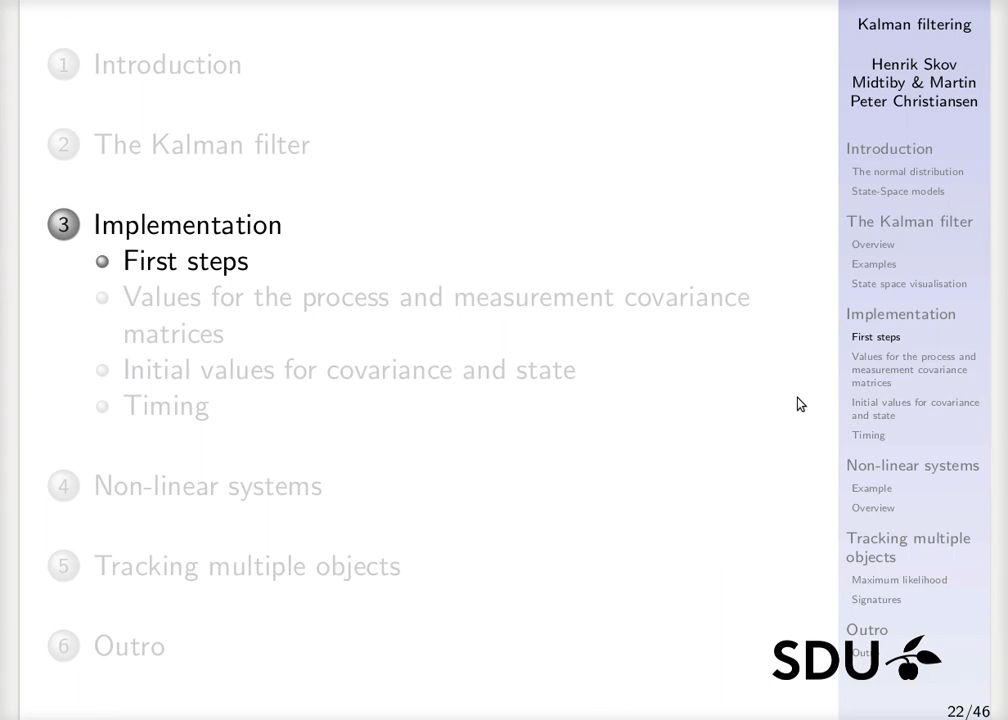 1 Introduction
2 The Kalman filter
3 Implementation
First steps
Values for the process and measurement covariance
matrices
Initial values for covariance and state
Timing
4 Non-linear systems
5 Tracking multiple objects
6 Outro
Kalman filtering
Henrik Skov
Midtiby & Martin
Peter Christiansen
Introduction
The normal distribution
State-Space models
The Kalman filter
Overview
Examples
State space visualisation
Implementation
First steps
Values for the process and
measurement covariance
matrices
Initial values for covariance
and state
Timing
Non-linear systems
Example
Overview
Tracking multiple
objects
Maximum likelihood
Signatures
Outro
SDU
22/46